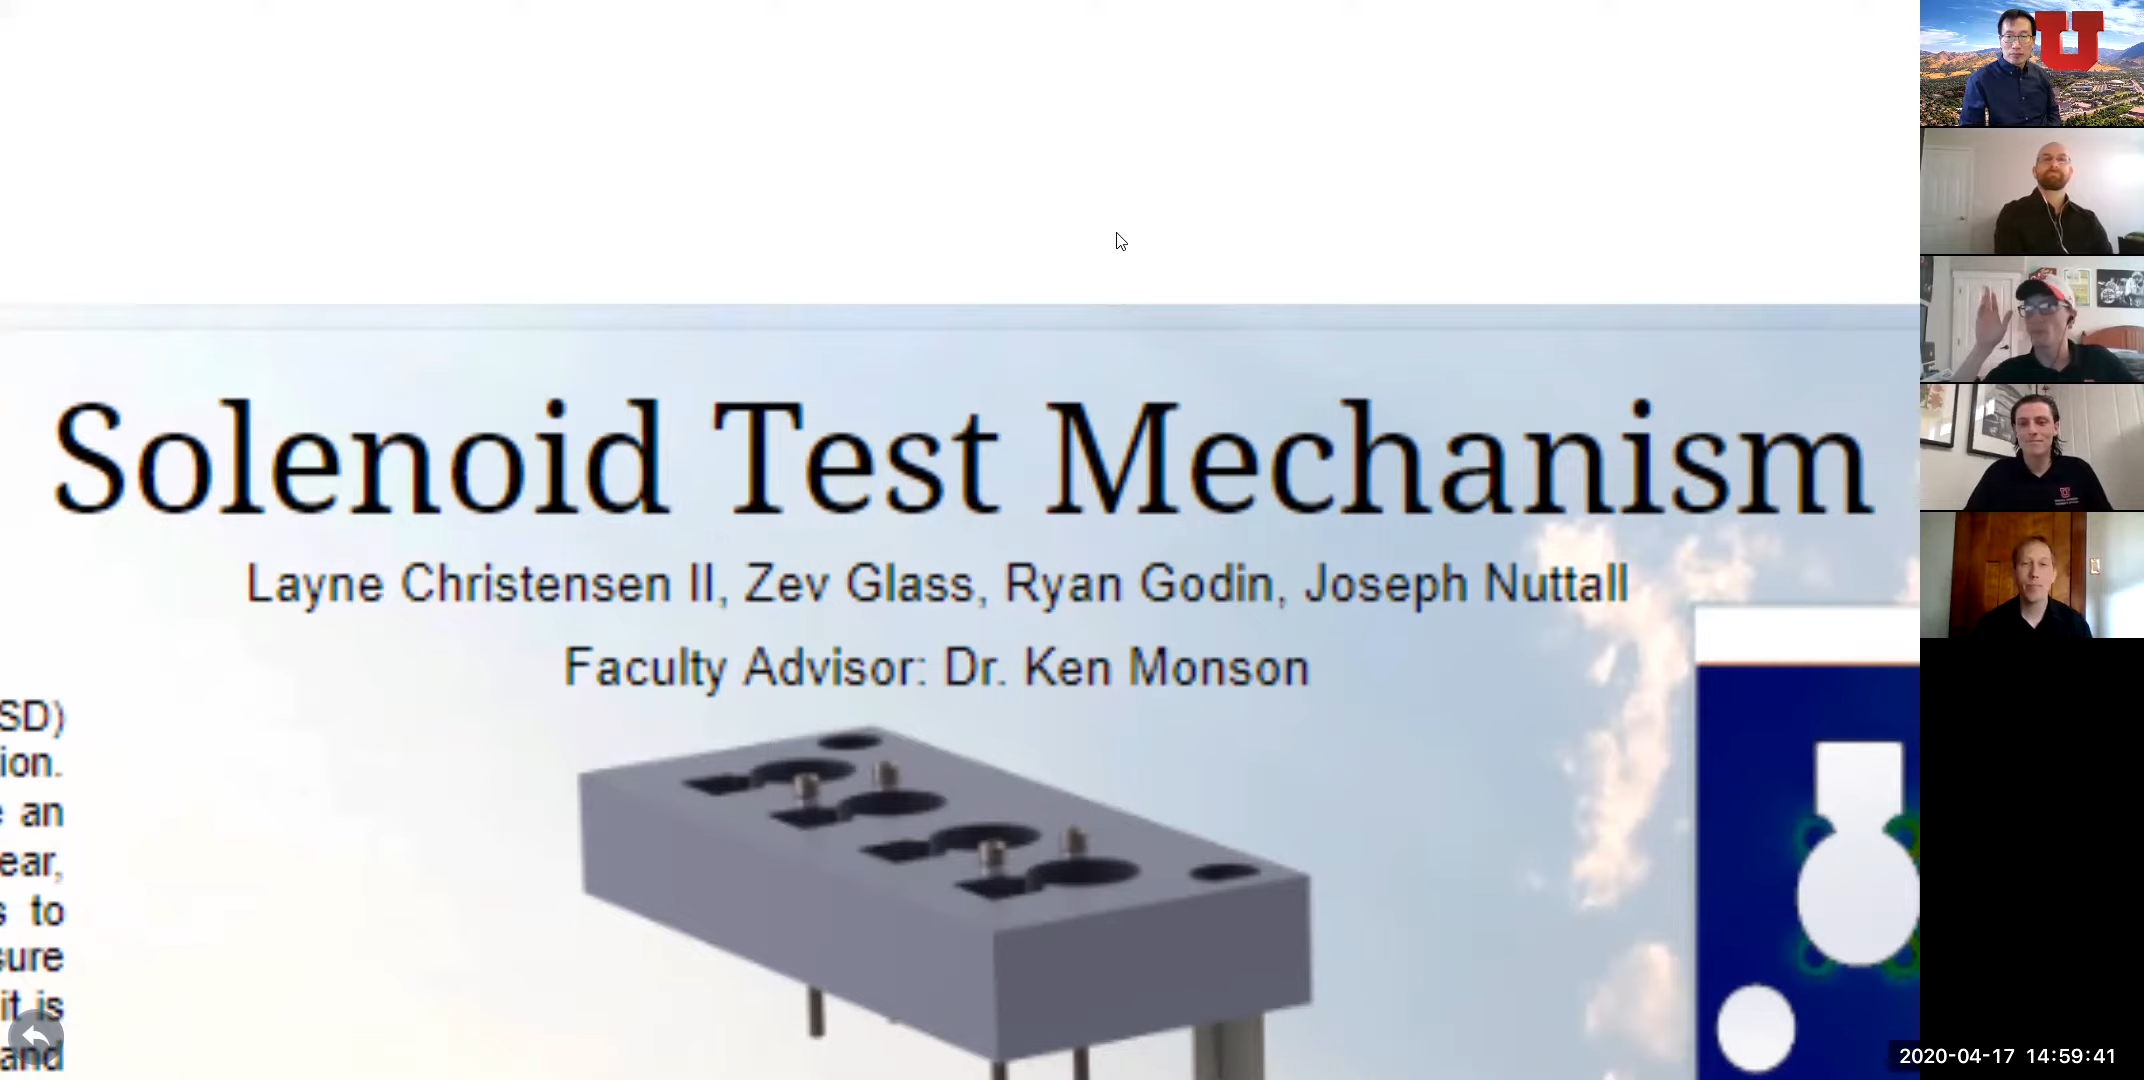 Solenoid Test Mechanism
Layne Christensen II, Zev Glass, Ryan Godin, Joseph Nuttall
Faculty Advisor: Dr. Ken Monson
SD)
ion.
an
ear,
s to
sure
it is
and
U
2020-04-17 14:59:41